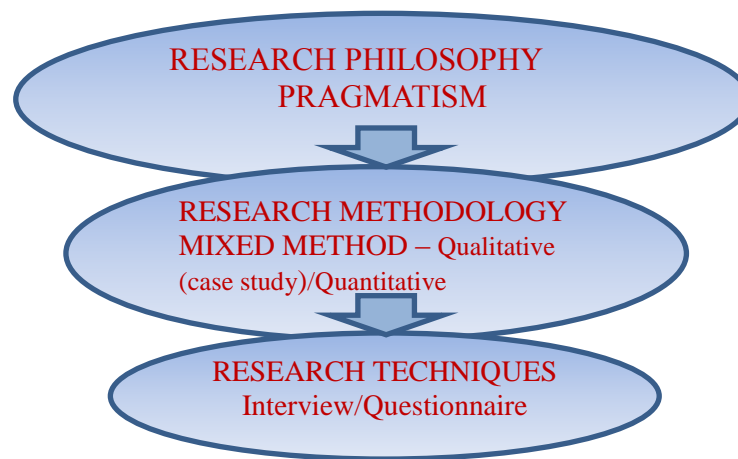 RESEARCH PHILOSOPHY
PRAGMATISM
RESEARCH METHODOLOGY
MIXED METHOD – Qualitative
(case study)/Quantitative
RESEARCH TECHNIQUES
Interview/Questionnaire